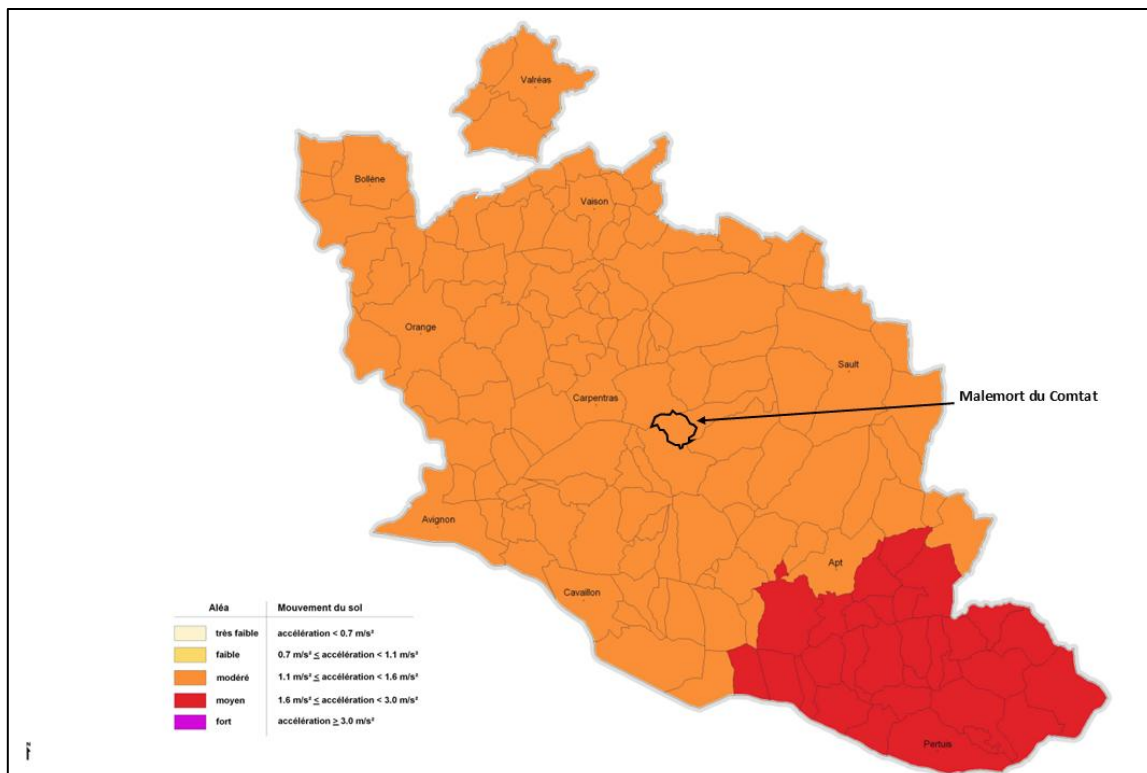 Valréas
Bollène
Vaison
Orange
Sault
Carpentras
Malemort du Comtat
Avignon
Apt
Cavaillon
Aléa Mouvement du sol
très faible accélération < 0.7 m/s²
faible 0.7 m/s² ≤ accélération < 1.1 m/s²
modéré 1.1 m/s² ≤ accélération < 1.6 m/s²
moyen 1.6 m/s² ≤ accélération < 3.0 m/s²
fort accélération ≥ 3.0 m/s²
Pertuis